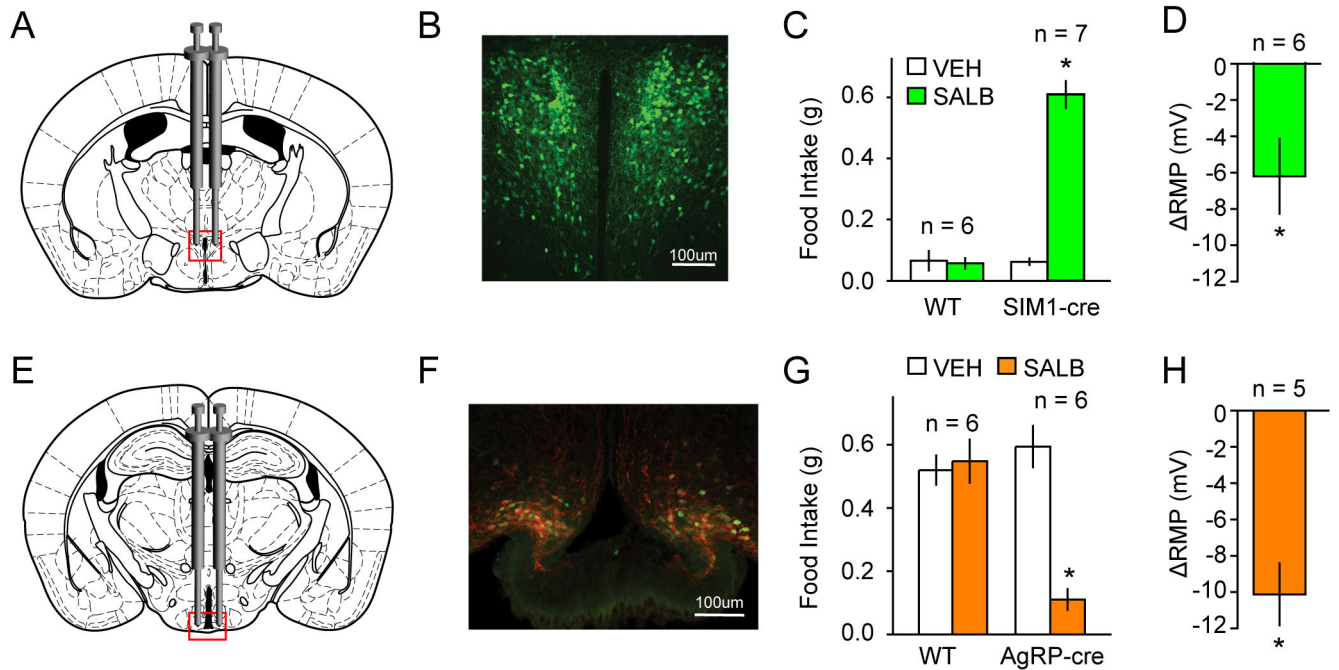 A
B
100um
C
n = 7
*
VEH
SALB
Food Intake (g)
0.6
0.4
0.2
0.0
n = 6
WT
SIM1-cre
D
n = 6
ΔRMP (mV)
0
-2
-4
-6
-8
-10
-12
*
E
F
100um
G
VEH
SALB
Food Intake (g)
0.6
0.4
0.2
0.0
n = 6
n = 6
*
WT
AgRP-cre
H
n = 5
ΔRMP (mV)
0
-2
-4
-6
-8
-10
-12
*